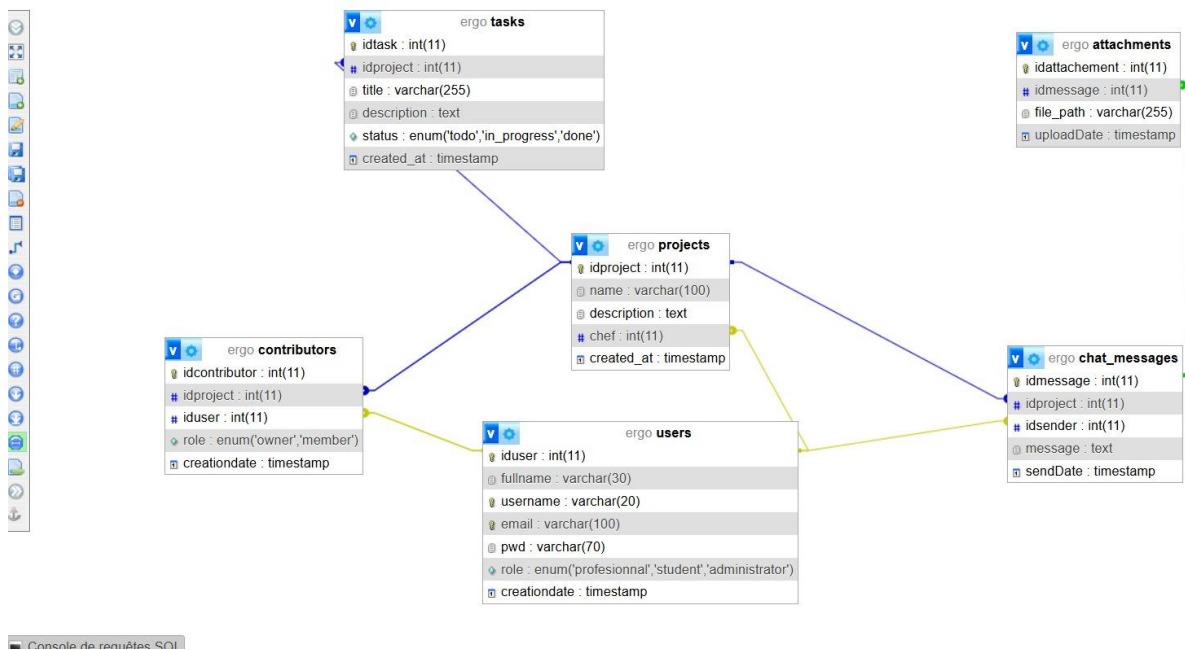 v ergo tasks
idtask : int(11)
# idproject : int(11)
title : varchar(255)
description : text
status : enum('todo','in_progress','done')
created_at : timestamp
v ergo attachments
idattachement : int(11)
# idmessage : int(11)
file_path : varchar(255)
uploadDate : timestamp
v ergo projects
idproject : int(11)
name : varchar(100)
description : text
# chef : int(11)
created_at : timestamp
v ergo contributors
idcontributor : int(11)
# idproject : int(11)
# iduser : int(11)
role : enum('owner','member')
creationdate : timestamp
v ergo chat_messages
idmessage : int(11)
# idproject : int(11)
# idsender : int(11)
message : text
sendDate : timestamp
v ergo users
iduser : int(11)
fullname : varchar(30)
username : varchar(20)
email : varchar(100)
pwd : varchar(70)
role : enum('profesionnal','student','administrator')
creationdate : timestamp
Console de requêtes SQL